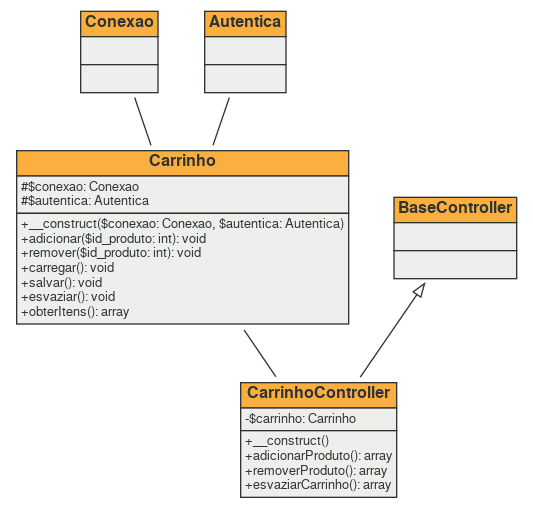 Conexao
Autentica
Carrinho
#$conexao: Conexao
#$autentica: Autentica
+__construct($conexao: Conexao, $autentica: Autentica)
+adicionar($id_produto: int): void
+remover($id_produto: int): void
+carregar(): void
+salvar(): void
+esvaziar(): void
+obterItens(): array
BaseController
CarrinhoController
-$carrinho: Carrinho
+__construct()
+adicionarProduto(): array
+removerProduto(): array
+esvaziarCarrinho(): array